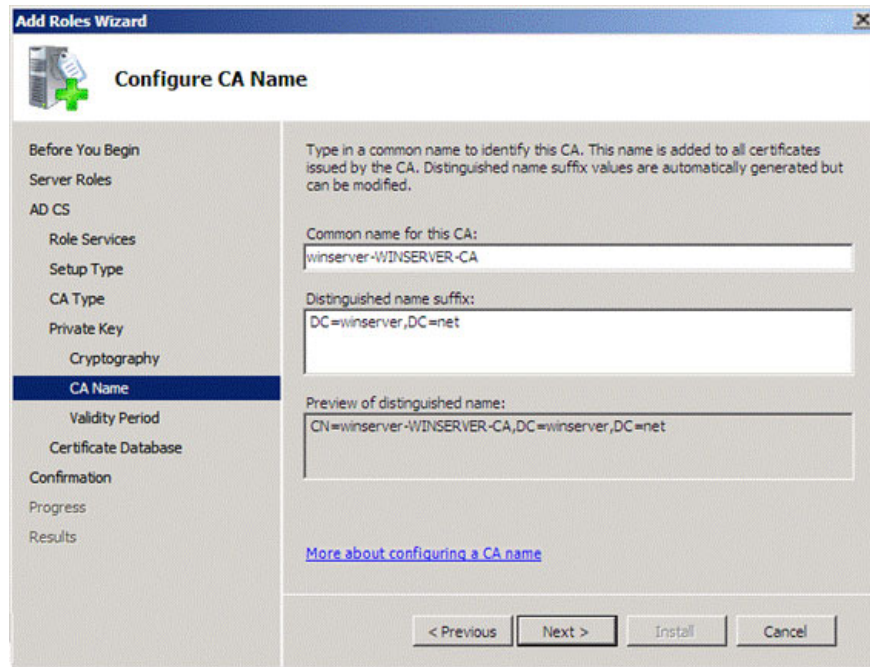 Add Roles Wizard
Configure CA Name
Before You Begin
Server Roles
AD CS
Role Services
Setup Type
CA Type
Private Key
Cryptography
CA Name
Validity Period
Certificate Database
Confirmation
Progress
Results
Type in a common name to identify this CA. This name is added to all certificates
issued by the CA. Distinguished name suffix values are automatically generated but
can be modified.
Common name for this CA:
winserver-WINSERVER-CA
Distinguished name suffix:
DC=winserver,DC=net
Preview of distinguished name:
CN=winserver-WINSERVER-CA,DC=winserver,DC=net
More about configuring a CA name
< Previous
Next >
Install
Cancel